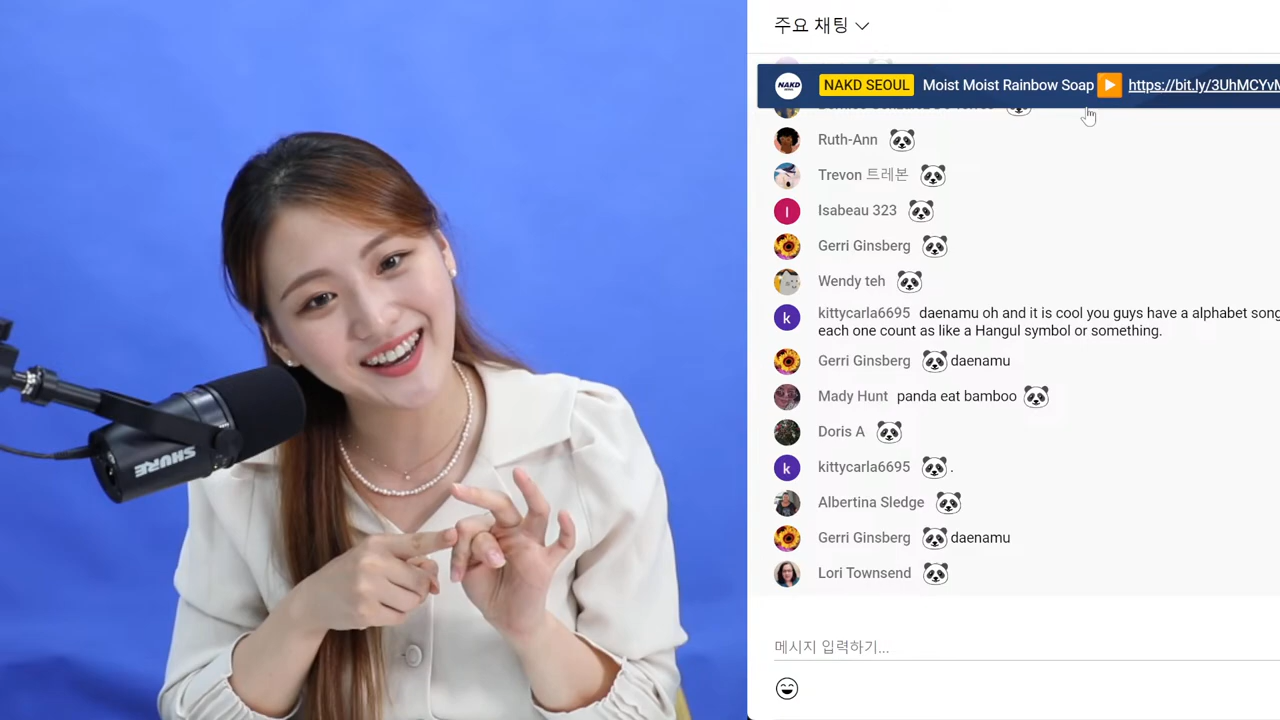 주요 채팅
NAKD SEOUL Moist Moist Rainbow Soap https://bit.ly/3UhMCYvM
Ruth-Ann
Trevon 트레본
Isabeau 323
Gerri Ginsberg
Wendy teh
kittycarla6695 daenamu oh and it is cool you guys have a alphabet song
each one count as like a Hangul symbol or something.
Gerri Ginsberg daenamu
Mady Hunt panda eat bamboo
Doris A
kittycarla6695 .
Albertina Sledge
Gerri Ginsberg daenamu
Lori Townsend
메시지 입력하기...
SHURE